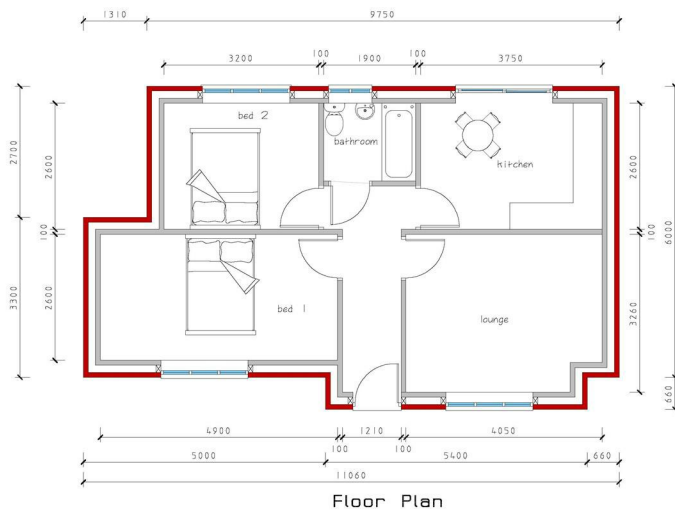 1310 9750
3200 100 1900 100 3750
bed 2
bathroom
kitchen
2700 2600 2600
100 100 6000
3300 2600 3260
bed 1
lounge
660
4900 1210 4050
100 100
5000 5400 660
11060
Floor Plan